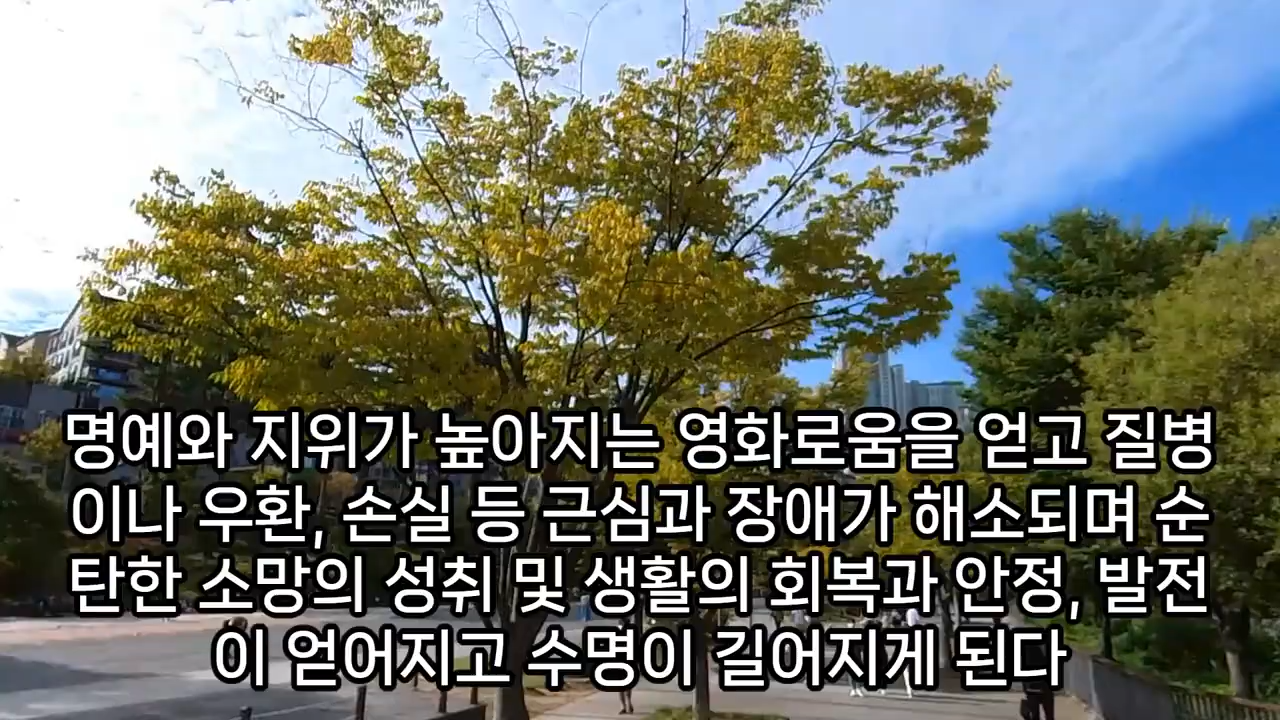 명예와 지위가 높아지는 영화로움을 얻고 질병
이나 우환, 손실 등 근심과 장애가 해소되며 순
탄한 소망의 성취 및 생활의 회복과 안정, 발전
이 얻어지고 수명이 길어지게 된다